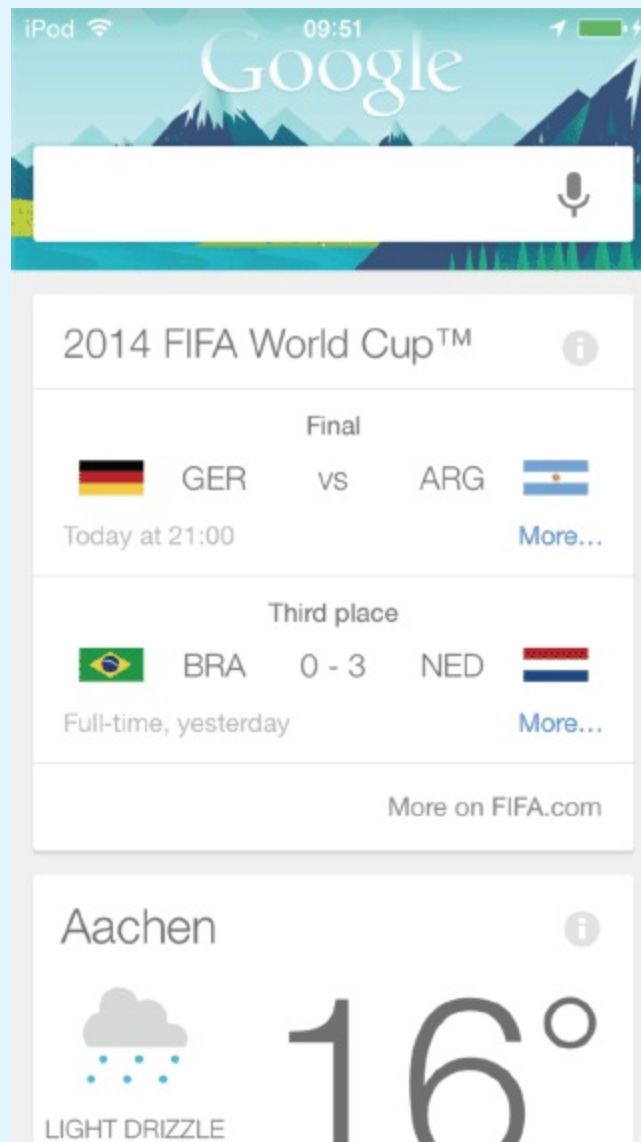 iPod 09:51
Google
2014 FIFA World Cup™
Final
GER vs ARG
Today at 21:00 More...
Third place
BRA 0 - 3 NED
Full-time, yesterday More...
More on FIFA.com
Aachen
16°
LIGHT DRIZZLE